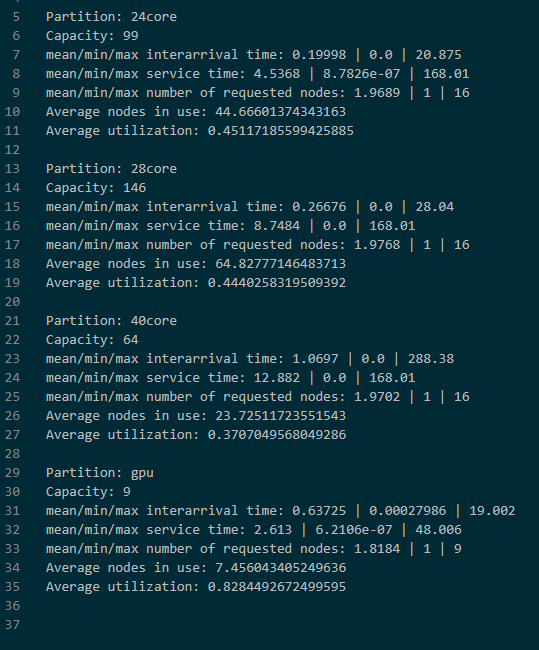 5 Partition: 24core
6 Capacity: 99
7 mean/min/max interarrival time: 0.19998 | 0.0 | 20.875
8 mean/min/max service time: 4.5368 | 8.7826e-07 | 168.01
9 mean/min/max number of requested nodes: 1.9689 | 1 | 16
10 Average nodes in use: 44.66601374343163
11 Average utilization: 0.45117185599425885
12
13 Partition: 28core
14 Capacity: 146
15 mean/min/max interarrival time: 0.26676 | 0.0 | 28.04
16 mean/min/max service time: 8.7484 | 0.0 | 168.01
17 mean/min/max number of requested nodes: 1.9768 | 1 | 16
18 Average nodes in use: 64.82777146483713
19 Average utilization: 0.4440258319509392
20
21 Partition: 40core
22 Capacity: 64
23 mean/min/max interarrival time: 1.0697 | 0.0 | 288.38
24 mean/min/max service time: 12.882 | 0.0 | 168.01
25 mean/min/max number of requested nodes: 1.9702 | 1 | 16
26 Average nodes in use: 23.72511723551543
27 Average utilization: 0.3707049568049286
28
29 Partition: gpu
30 Capacity: 9
31 mean/min/max interarrival time: 0.63725 | 0.00027986 | 19.002
32 mean/min/max service time: 2.613 | 6.2106e-07 | 48.006
33 mean/min/max number of requested nodes: 1.8184 | 1 | 9
34 Average nodes in use: 7.456043405249636
35 Average utilization: 0.8284492672499595
36
37